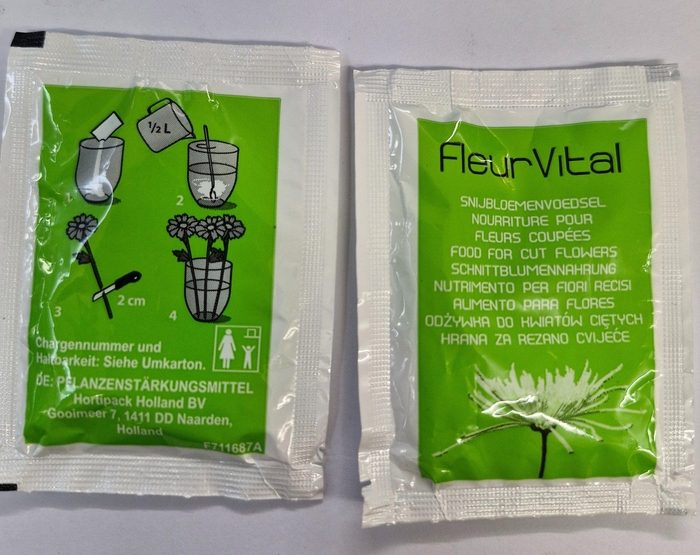 1/2 L
2
3
2 cm
4
Chargennummer und
Haltbarkeit: Siehe Umkarton.
DE: PFLANZENSTÄRKUNGSMITTEL
Hortipack Holland BV
Gooimeer 7, 1411 DD Naarden,
Holland
F711687A
FleurVital
SNIJBLOEMENVOEDSEL
NOURRITURE POUR
FLEURS COUPÉES
FOOD FOR CUT FLOWERS
SCHNITTBLUMENNAHRUNG
NUTRIMENTO PER FIORI RECISI
ALIMENTO PARA FLORES
ODŻYWKA DO KWIATÓW CIĘTYCH
HRANA ZA REZANO CVIJEĆE